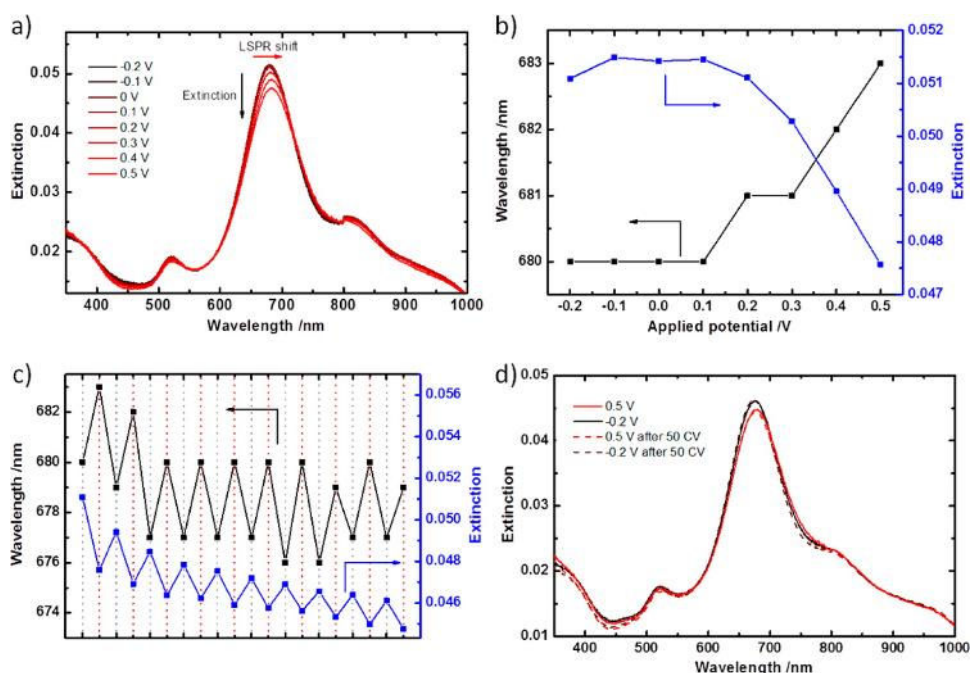 a)
LSPR shift
Extinction
-0.2 V
-0.1 V
0 V
0.1 V
0.2 V
0.3 V
0.4 V
0.5 V
0.05
0.04
0.03
0.02
Extinction
400 500 600 700 800 900 1000
Wavelength /nm
b)
683
682
681
680
Wavelength /nm
0.052
0.051
0.050
0.049
0.048
0.047
Extinction
-0.2 -0.1 0.0 0.1 0.2 0.3 0.4 0.5
Applied potential /V
c)
682
680
678
676
674
Wavelength /nm
0.056
0.054
0.052
0.050
0.048
0.046
Extinction
d)
0.5 V
-0.2 V
0.5 V after 50 CV
-0.2 V after 50 CV
0.05
0.04
0.03
0.02
0.01
Extinction
400 500 600 700 800 900 1000
Wavelength /nm